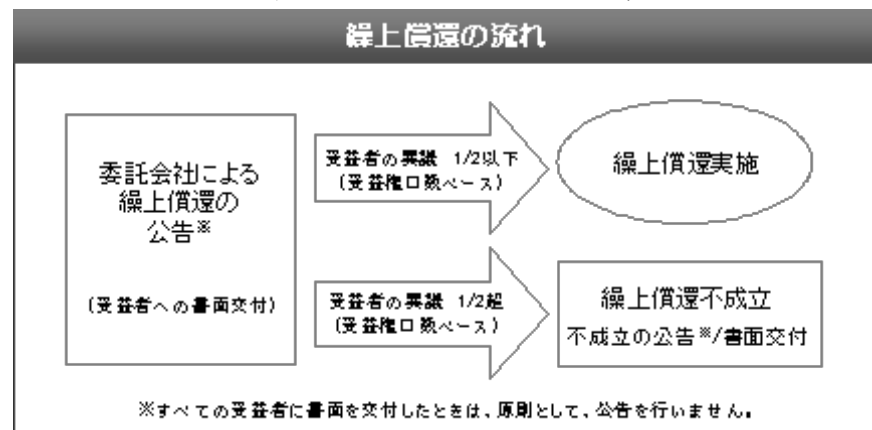 繰上償還の流れ
委託会社による
繰上償還の
公告※
(受益者への書面交付)
受益者の異議 1/2以下
(受益権口数ベース)
繰上償還実施
受益者の異議 1/2超
(受益権口数ベース)
繰上償還不成立
不成立の公告※/書面交付
※すべての受益者に書面を交付したときは、原則として、公告を行いません。